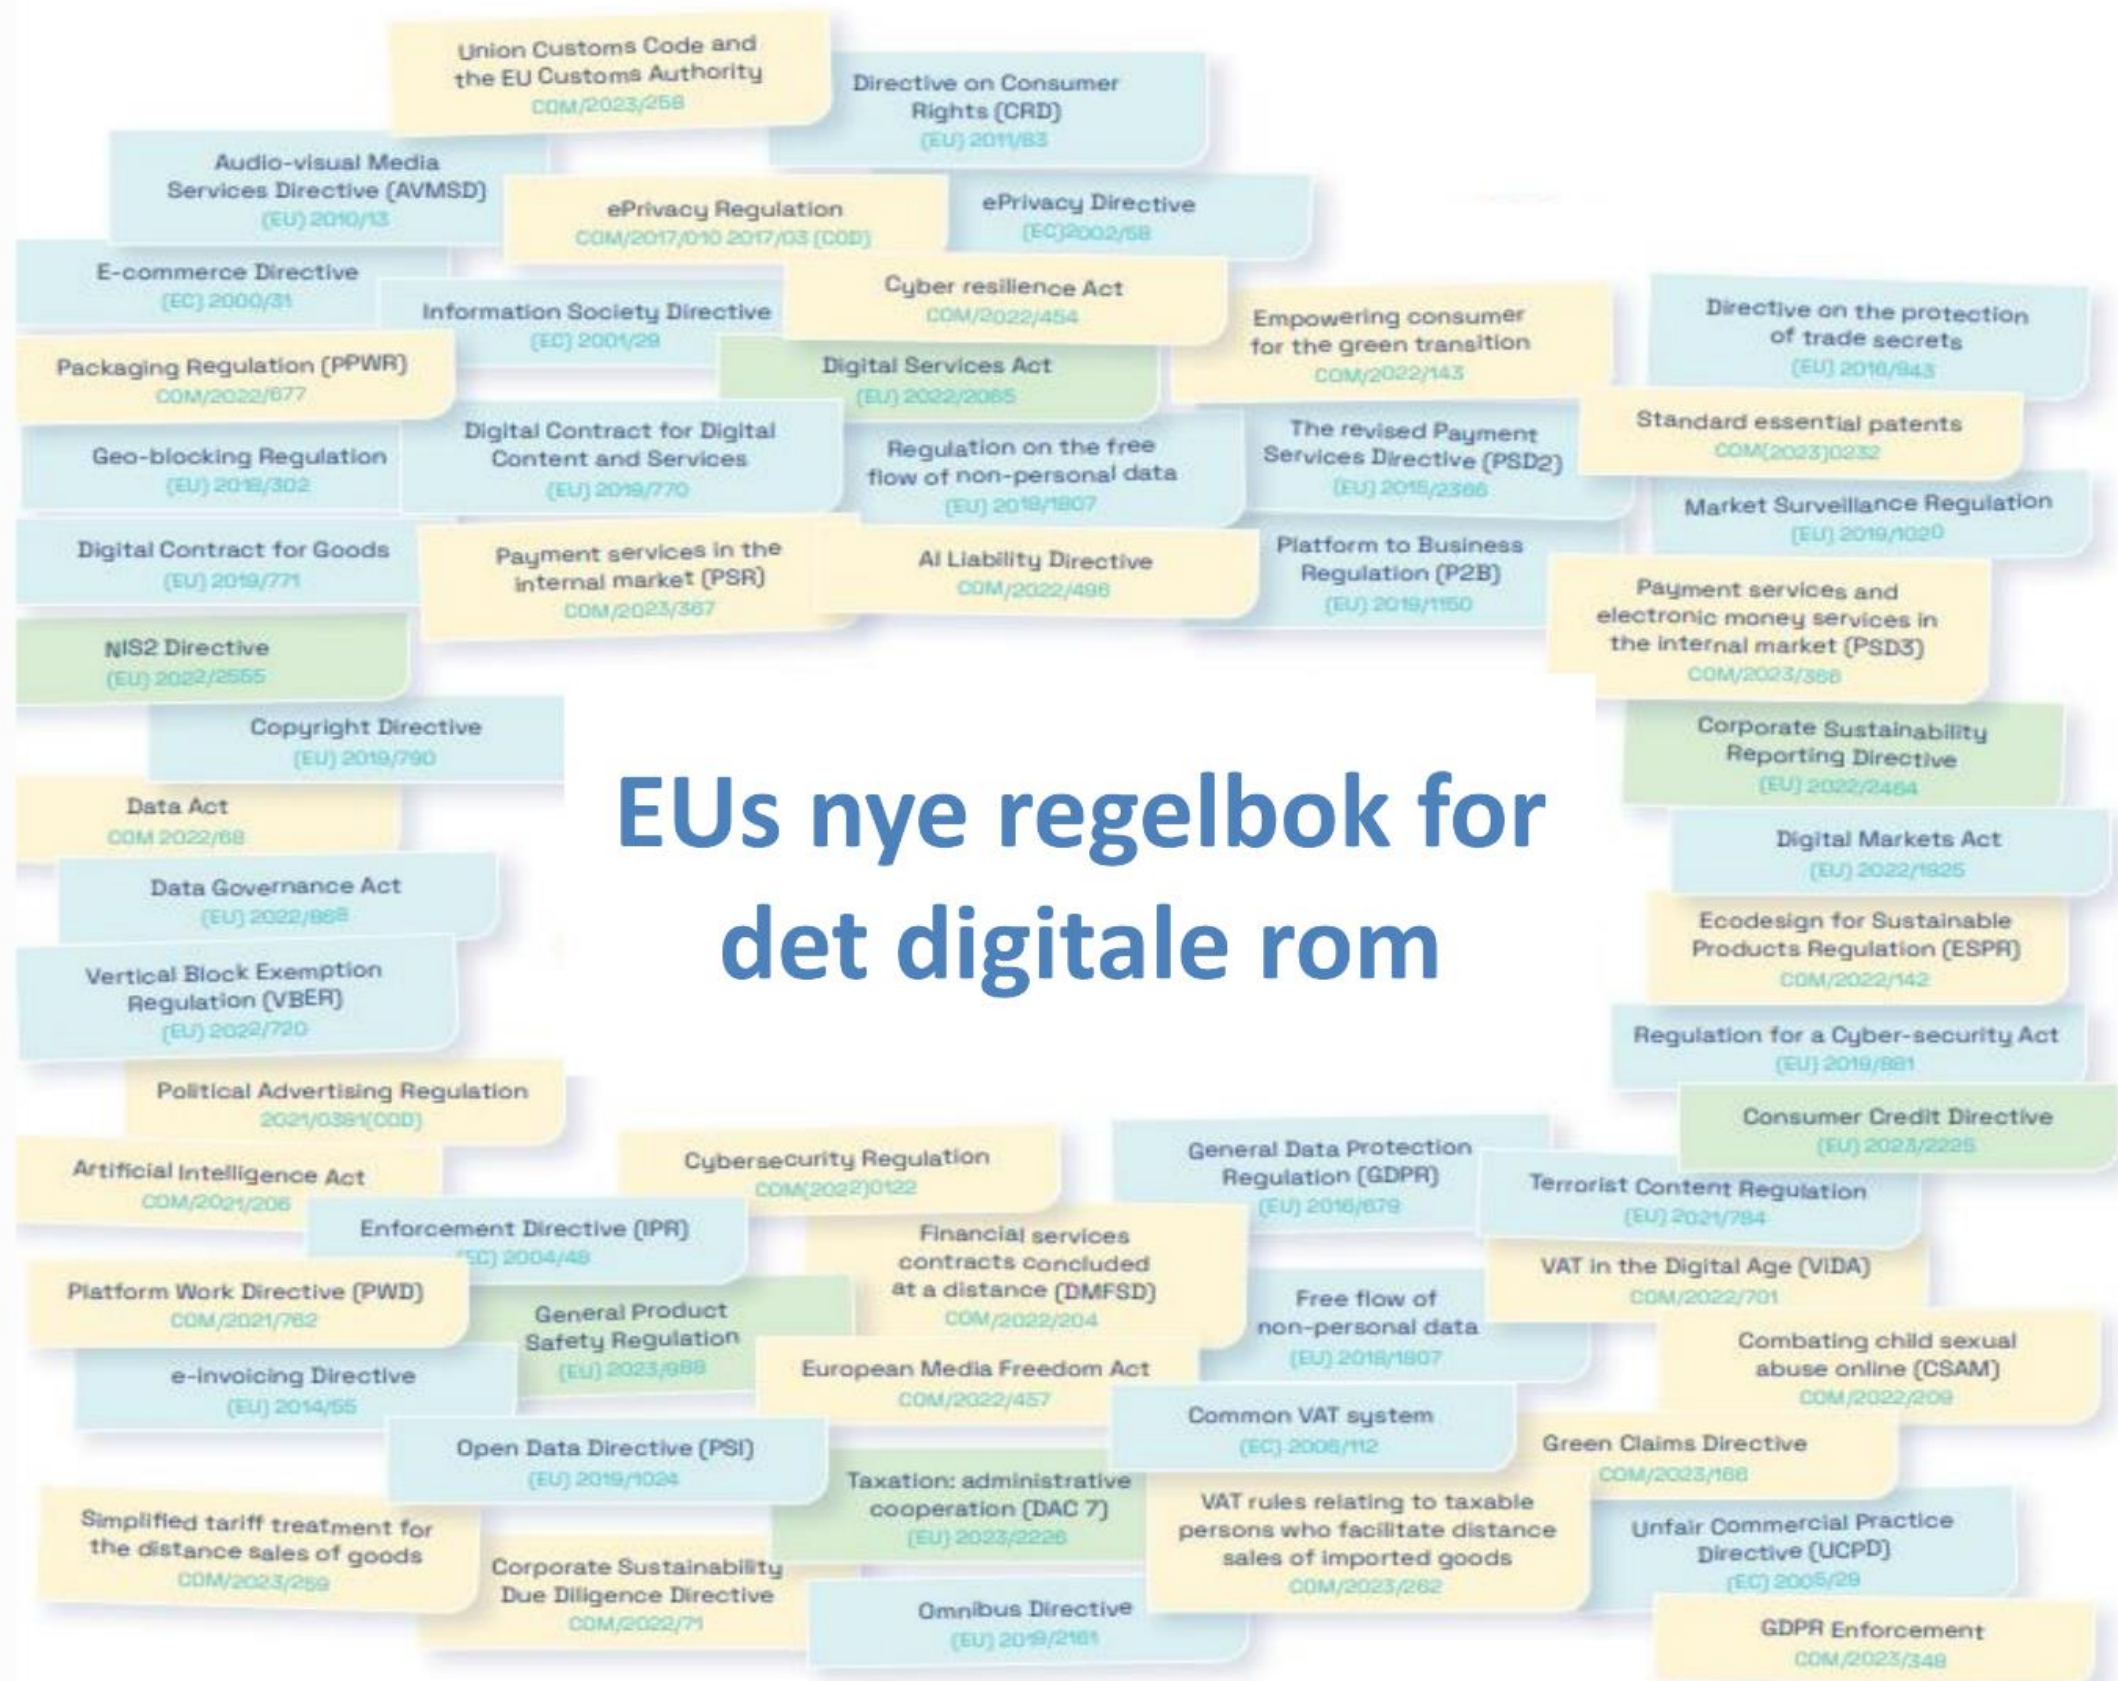 Union Customs Code and
the EU Customs Authority
COM/2023/258
Directive on Consumer
Rights (CRD)
(EU) 2011/83
Audio-visual Media
Services Directive (AVMSD)
(EU) 2010/13
ePrivacy Regulation
COM/2017/010 2017/03 (COD)
ePrivacy Directive
(EC)2002/58
E-commerce Directive
(EC) 2000/31
Information Society Directive
(EC) 2001/29
Cyber resilience Act
COM/2022/454
Empowering consumer
for the green transition
COM/2022/143
Directive on the protection
of trade secrets
(EU) 2016/943
Packaging Regulation (PPWR)
COM/2022/677
Digital Services Act
(EU) 2022/2065
Standard essential patents
COM(2023)0232
Geo-blocking Regulation
(EU) 2018/302
Digital Contract for Digital
Content and Services
(EU) 2019/770
Regulation on the free
flow of non-personal data
(EU) 2018/1807
The revised Payment
Services Directive (PSD2)
(EU) 2015/2366
Market Surveillance Regulation
(EU) 2019/1020
Digital Contract for Goods
(EU) 2019/771
Payment services in the
internal market (PSR)
COM/2023/367
AI Liability Directive
COM/2022/496
Platform to Business
Regulation (P2B)
(EU) 2019/1150
Payment services and
electronic money services in
the internal market (PSD3)
COM/2023/366
NIS2 Directive
(EU) 2022/2555
Copyright Directive
(EU) 2019/790
Corporate Sustainability
Reporting Directive
(EU) 2022/2464
Data Act
COM 2022/68
EUs nye regelbok for
det digitale rom
Digital Markets Act
(EU) 2022/1925
Data Governance Act
(EU) 2022/868
Ecodesign for Sustainable
Products Regulation (ESPR)
COM/2022/142
Vertical Block Exemption
Regulation (VBER)
(EU) 2022/720
Regulation for a Cyber-security Act
(EU) 2019/881
Political Advertising Regulation
2021/0381(COD)
Consumer Credit Directive
(EU) 2023/2225
Artificial Intelligence Act
COM/2021/206
Cybersecurity Regulation
COM(2022)0122
General Data Protection
Regulation (GDPR)
(EU) 2016/679
Terrorist Content Regulation
(EU) 2021/784
Enforcement Directive (IPR)
(EC) 2004/48
Financial services
contracts concluded
at a distance (DMFSD)
COM/2022/204
VAT in the Digital Age (ViDA)
COM/2022/701
Platform Work Directive (PWD)
COM/2021/762
General Product
Safety Regulation
(EU) 2023/988
Free flow of
non-personal data
(EU) 2018/1807
Combating child sexual
abuse online (CSAM)
COM/2022/209
e-invoicing Directive
(EU) 2014/55
European Media Freedom Act
COM/2022/457
Common VAT system
(EC) 2006/112
Green Claims Directive
COM/2023/166
Open Data Directive (PSI)
(EU) 2019/1024
Taxation: administrative
cooperation (DAC 7)
(EU) 2023/2226
VAT rules relating to taxable
persons who facilitate distance
sales of imported goods
COM/2023/262
Unfair Commercial Practice
Directive (UCPD)
(EC) 2005/29
Simplified tariff treatment for
the distance sales of goods
COM/2023/259
Corporate Sustainability
Due Diligence Directive
COM/2022/71
Omnibus Directive
(EU) 2019/2161
GDPR Enforcement
COM/2023/348